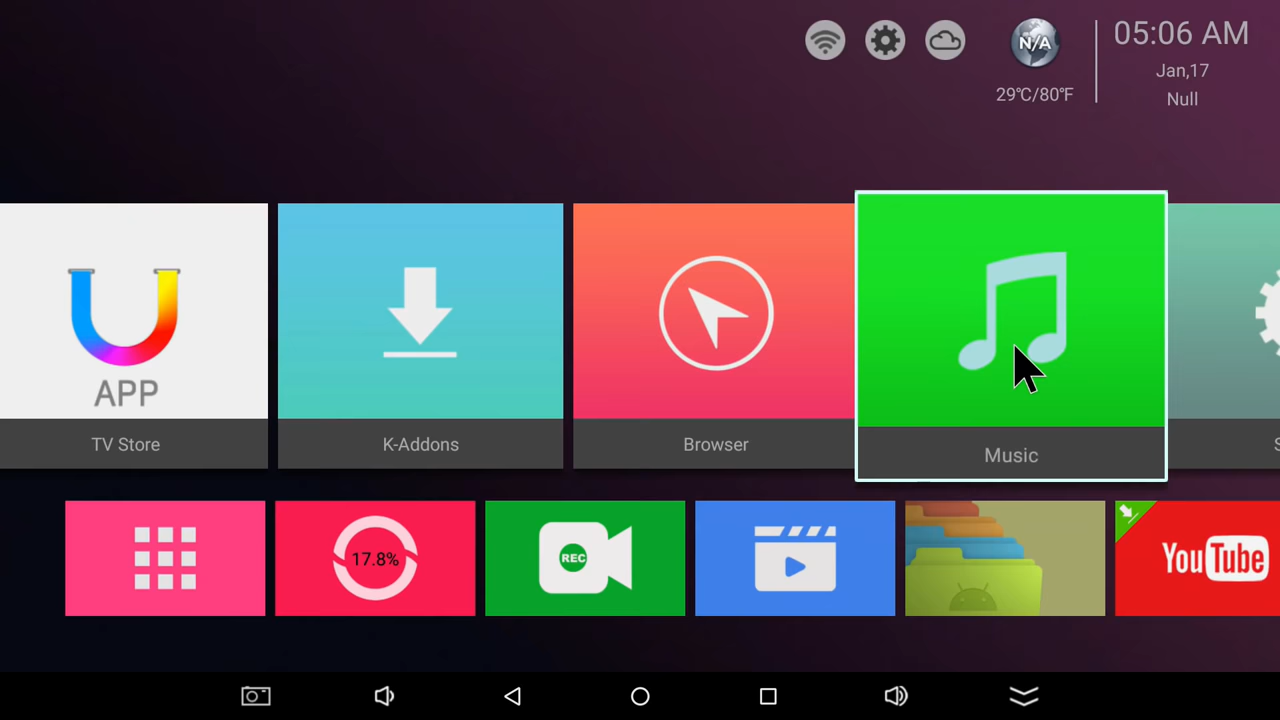 05:06 AM
N/A
Jan,17
29℃/80℉
Null
APP
TV Store
K-Addons
Browser
Music
S
17.8%
REC
YouTube